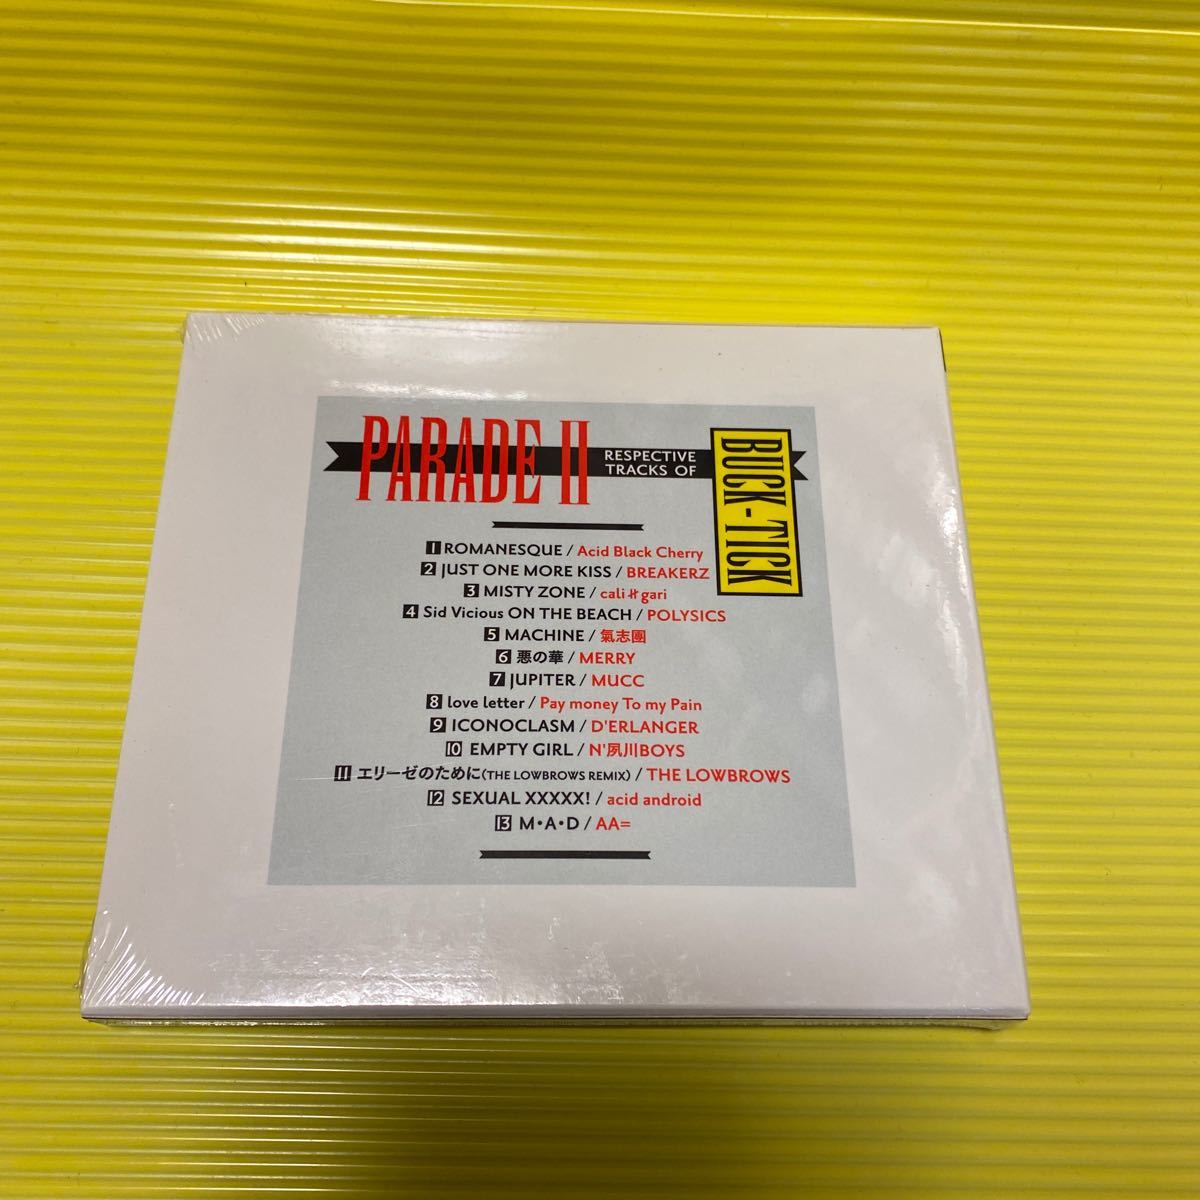 PARADE II
RESPECTIVE
TRACKS OF
BUCK-TICK
1 ROMANESQUE / Acid Black Cherry
2 JUST ONE MORE KISS / BREAKERZ
3 MISTY ZONE / cali≠gari
4 Sid Vicious ON THE BEACH / POLYSICS
5 MACHINE / 氣志團
6 悪の華 / MERRY
7 JUPITER / MUCC
8 love letter / Pay money To my Pain
9 ICONOCLASM / D'ERLANGER
10 EMPTY GIRL / N'夙川BOYS
11 エリーゼのために(THE LOWBROWS REMIX) / THE LOWBROWS
12 SEXUAL XXXXX! / acid android
13 M・A・D / AA=